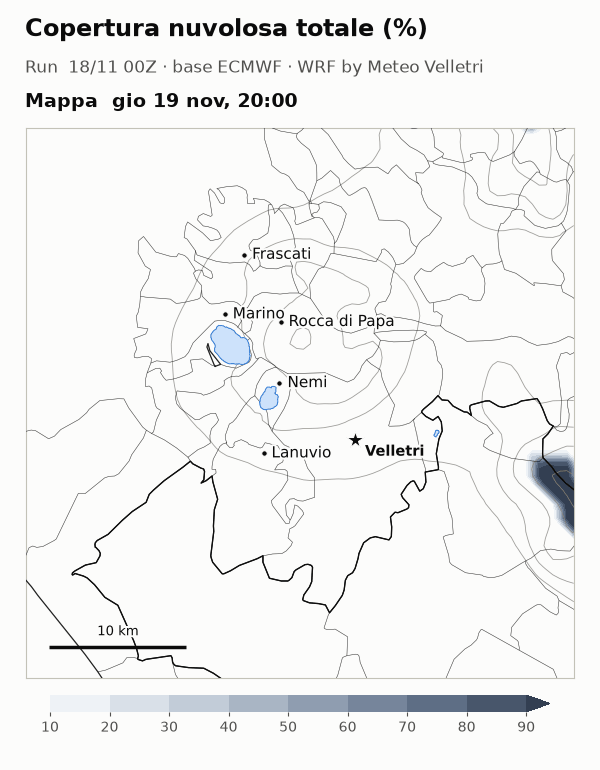 Copertura nuvolosa totale (%)
Run  18/11 00Z · base ECMWF · WRF by Meteo Velletri
Mappa  gio 19 nov, 20:00
Frascati
Marino
Rocca di Papa
Nemi
Velletri
Lanuvio
10 km
10 20 30 40 50 60 70 80 90